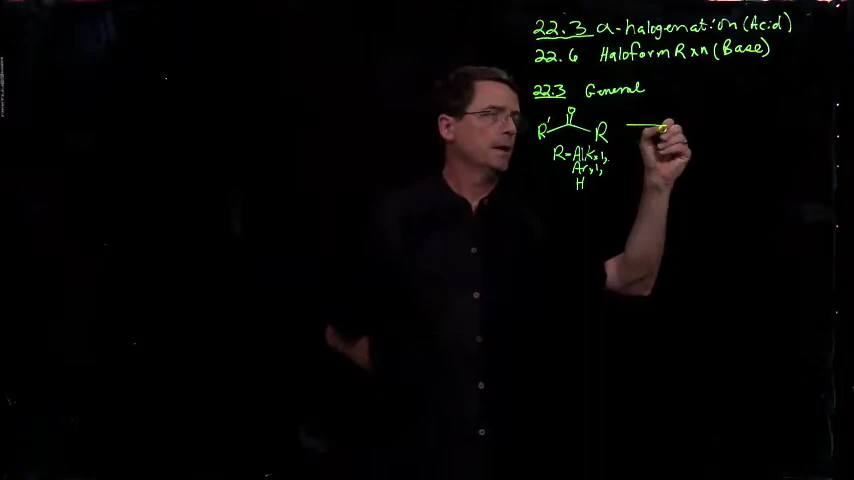 22.3 α-halogenation (Acid)
22.6 Haloform Rxn (Base)
22.3 General
O
R' R
R=Alkyl,
Aryl,
H